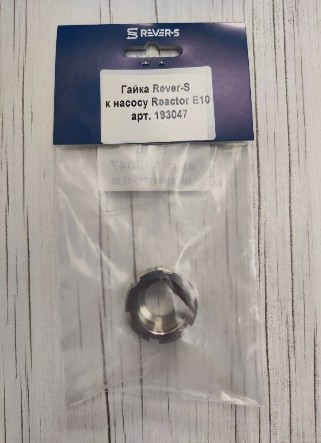 REVER-S
Гайка Rever-S
к насосу Reactor E10
арт. 193047